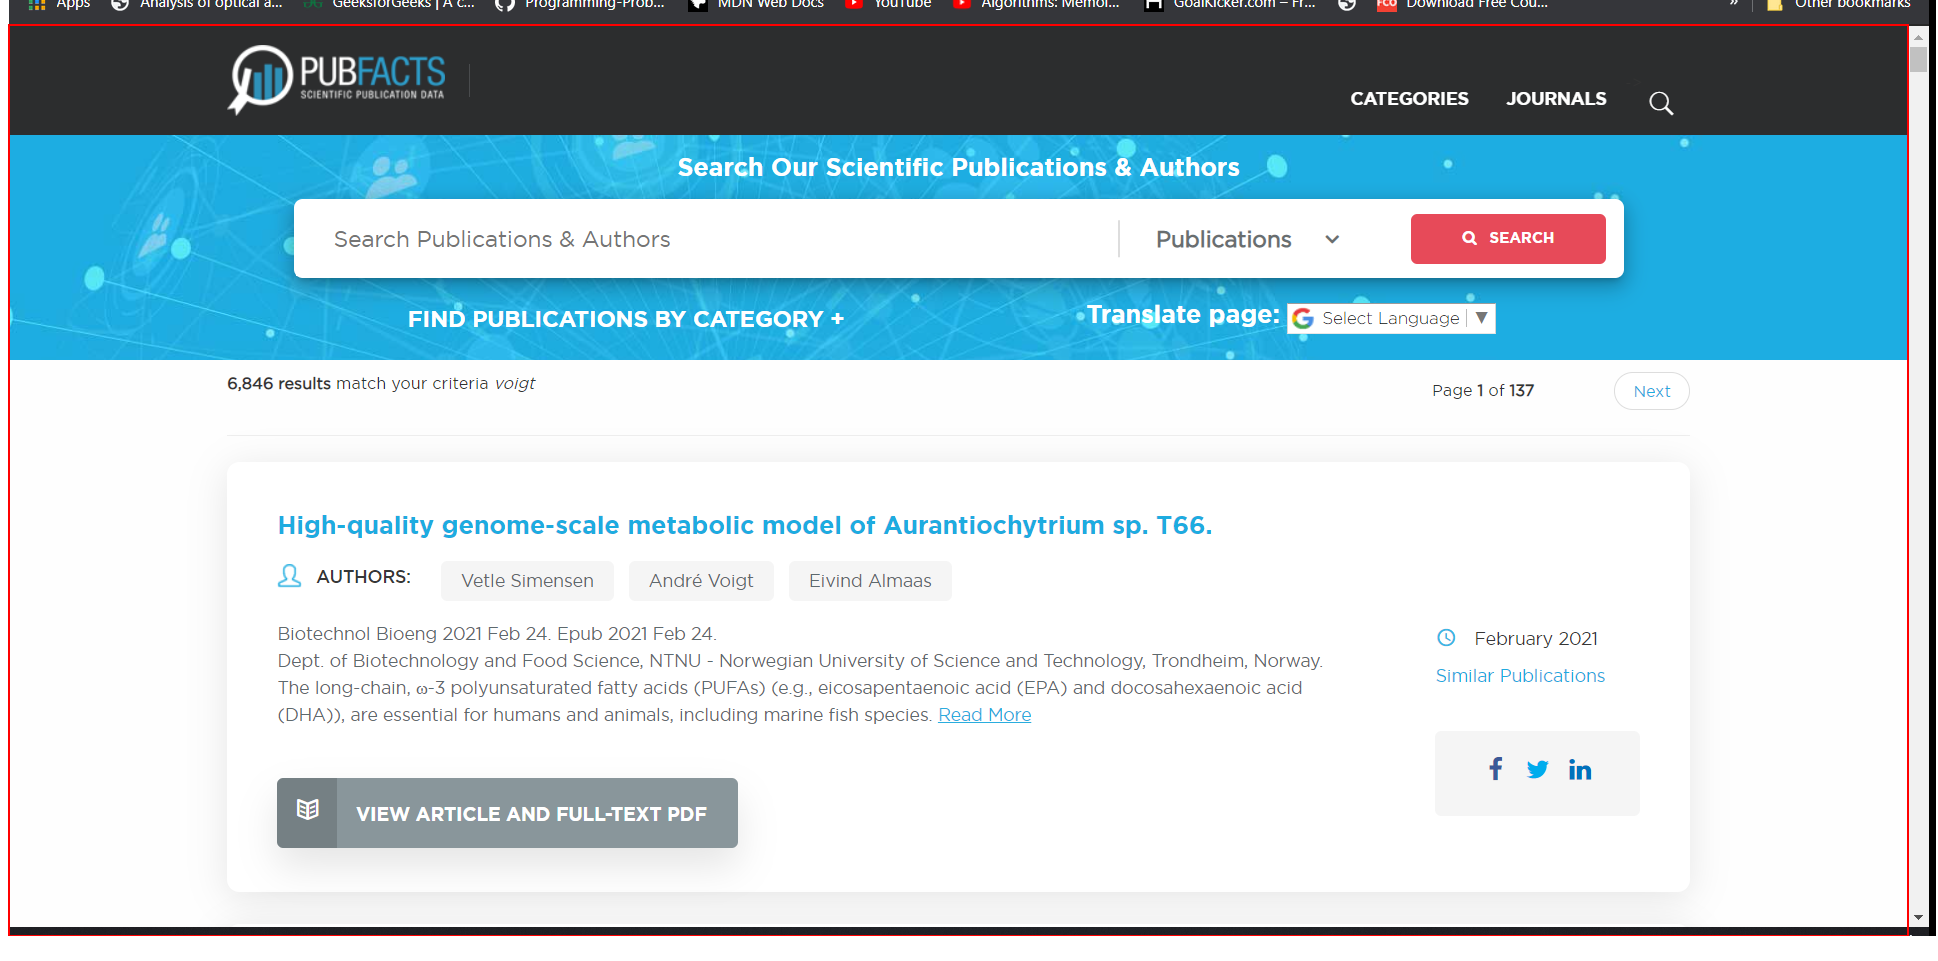 Apps Analysis of optical a... GeeksforGeeks | A c... Programming-Prob... MDN Web Docs YouTube Algorithms: Memoi... GoalKicker.com – Fr... FCO Download Free Cou... » Other bookmarks
PUBFACTS
SCIENTIFIC PUBLICATION DATA
CATEGORIES JOURNALS
Search Our Scientific Publications & Authors
Search Publications & Authors Publications SEARCH
FIND PUBLICATIONS BY CATEGORY + Translate page: Select Language ▼
6,846 results match your criteria voigt
Page 1 of 137 Next
High-quality genome-scale metabolic model of Aurantiochytrium sp. T66.
AUTHORS: Vetle Simensen André Voigt Eivind Almaas
Biotechnol Bioeng 2021 Feb 24. Epub 2021 Feb 24.
February 2021
Dept. of Biotechnology and Food Science, NTNU - Norwegian University of Science and Technology, Trondheim, Norway.
Similar Publications
The long-chain, ω-3 polyunsaturated fatty acids (PUFAs) (e.g., eicosapentaenoic acid (EPA) and docosahexaenoic acid
(DHA)), are essential for humans and animals, including marine fish species. Read More
VIEW ARTICLE AND FULL-TEXT PDF